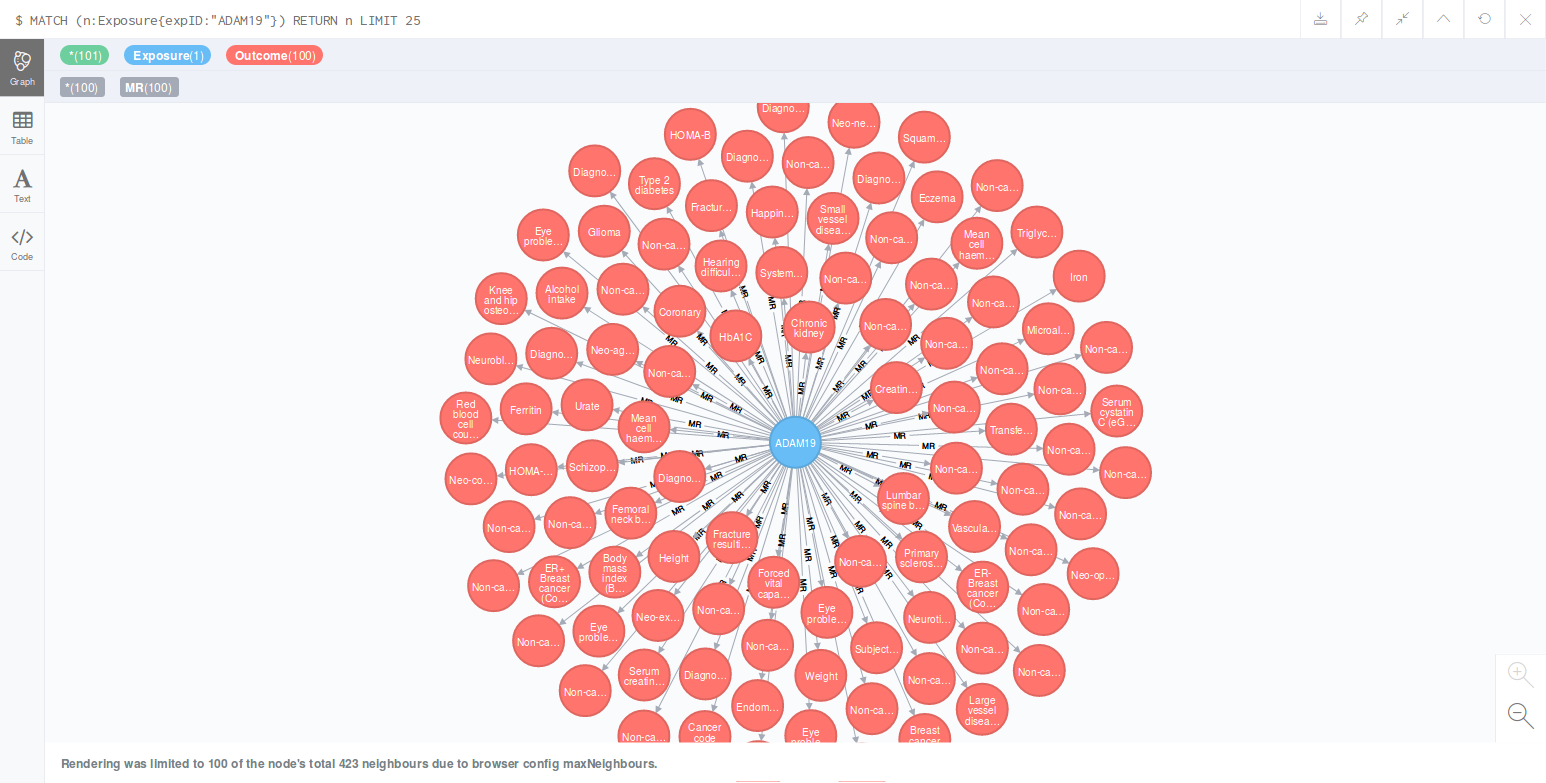 $ MATCH (n:Exposure{expID:"ADAM19"}) RETURN n LIMIT 25
*(101) Exposure(1) Outcome(100)
*(100) MR(100)
Graph
Table
A
Text
</>
Code
Diagno...
HOMA-B
Neo-ne...
Squam...
Diagno...
Non-ca...
Diagno...
Type 2
diabetes
Diagno...
Non-ca...
Eczema
Fractur...
Happin...
Small
vessel
disea...
Eye
proble...
Glioma
Non-ca...
Non-ca...
Mean
cell
haem...
Triglyc...
Hearing
difficul...
System...
Non-ca...
Iron
Knee
and hip
osteo...
Alcohol
intake
Non-ca...
Non-ca...
Non-ca...
Coronary
HbA1C
Chronic
kidney
Non-ca...
Microal...
Neurobl...
Diagno...
Neo-ag...
Non-ca...
Non-ca...
Non-ca...
Non-ca...
Creatin...
Non-ca...
Red
blood
cell
cou...
Ferritin
Urate
Mean
cell
haem...
Non-ca...
Serum
cystatin
C (eG...
Transfe...
ADAM19
MR
Non-ca...
Neo-co...
HOMA-...
Schizop...
Diagno...
Non-ca...
Non-ca...
Non-ca...
Non-ca...
Non-ca...
Femoral
neck b...
Lumbar
spine b...
Non-ca...
Vascula...
Fracture
resulti...
Non-ca...
Non-ca...
ER+
Breast
cancer
(Co...
Body
mass
index
(B...
Height
Forced
vital
capa...
Non-ca...
Primary
scleros...
ER-
Breast
cancer
(Co...
Neo-op...
Non-ca...
Eye
proble...
Neo-ex...
Non-ca...
Eye
proble...
Neuroti...
Non-ca...
Non-ca...
Serum
creatin...
Diagno...
Non-ca...
Weight
Subject...
Non-ca...
Non-ca...
Non-ca...
Endom...
Non-ca...
Large
vessel
disea...
Non-ca...
Cancer
code
Eye
proble...
Breast
cancer
Rendering was limited to 100 of the node's total 423 neighbours due to browser config maxNeighbours.